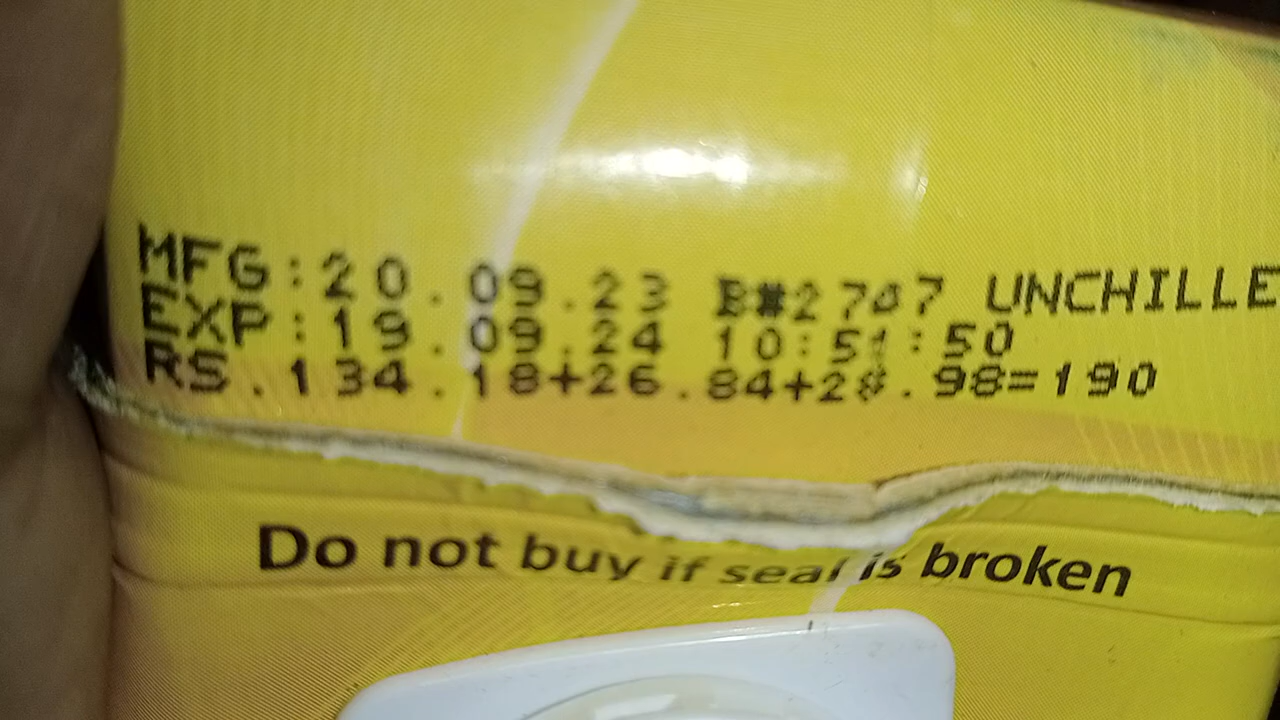 MFG:20.09.23 B#2707 UNCHILLE
EXP:19.09.24 10:51:50
RS.134.18+26.84+28.98=190
Do not buy if seal is broken